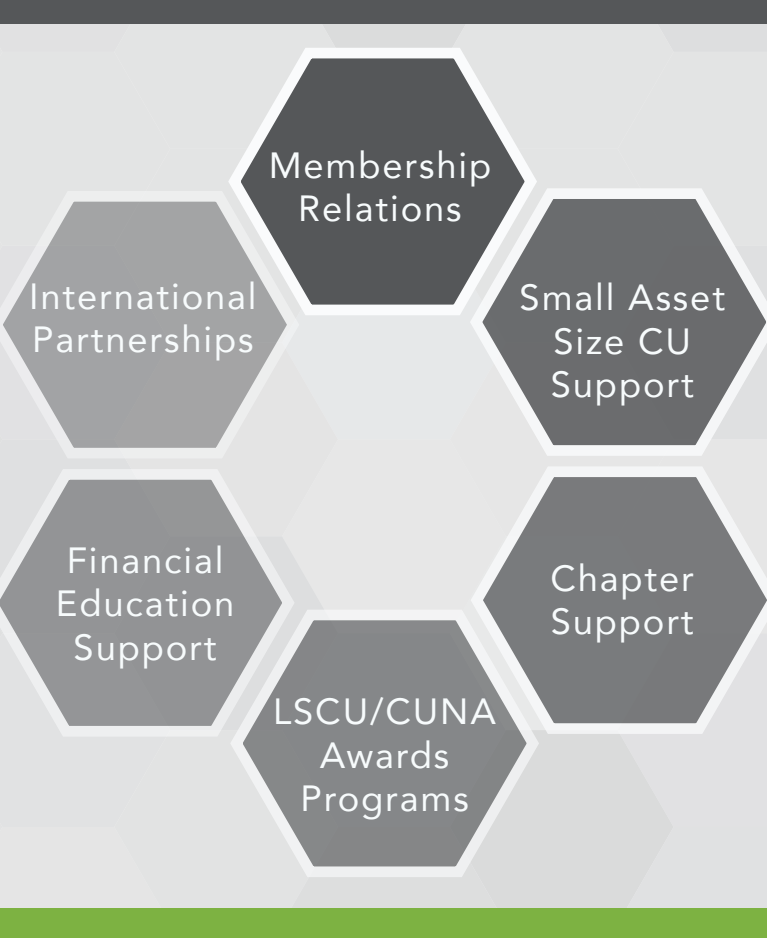 Membership
Relations
Small Asset
Size CU
Support
Chapter
Support
LSCU/CUNA
Awards
Programs
Financial
Education
Support
International
Partnerships